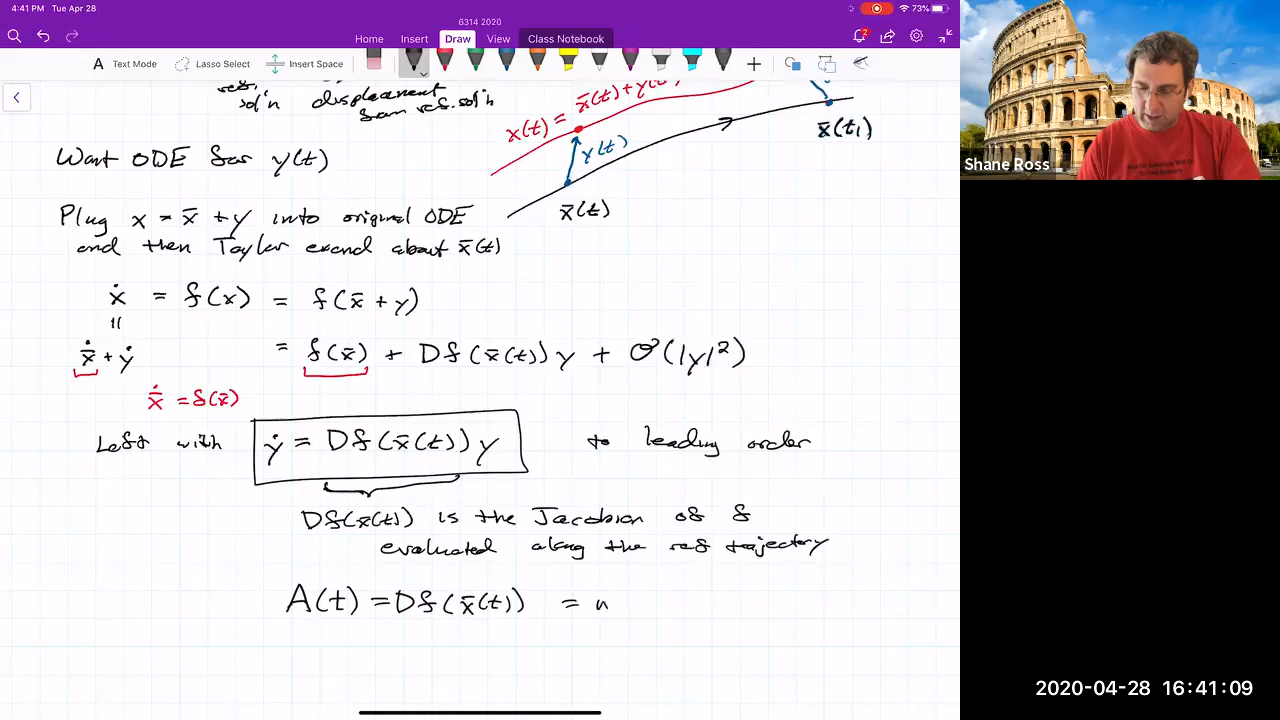 4:41 PM Tue Apr 28
73%
6314 2020
Home Insert Draw View Class Notebook
2
A Text Mode Lasso Select Insert Space
sol'n displacement
from ref. sol'n
x(t) = x̄(t) + y(t)
y(t)
x̄(t)
x̄(t₁)
Want ODE for y(t)
Plug x = x̄ + y into original ODE
and then Taylor expand about x̄(t)
ẋ = f(x) = f(x̄ + y)
=
x̄̇ + ẏ = f(x̄) + Df(x̄(t)) y + O(|y|²)
x̄̇ = f(x̄)
Left with ẏ = Df(x̄(t)) y to leading order
Df(x̄(t)) is the Jacobian of f
evaluated along the ref trajectory
A(t) = Df(x̄(t)) = n
Shane Ross
2020-04-28 16:41:09